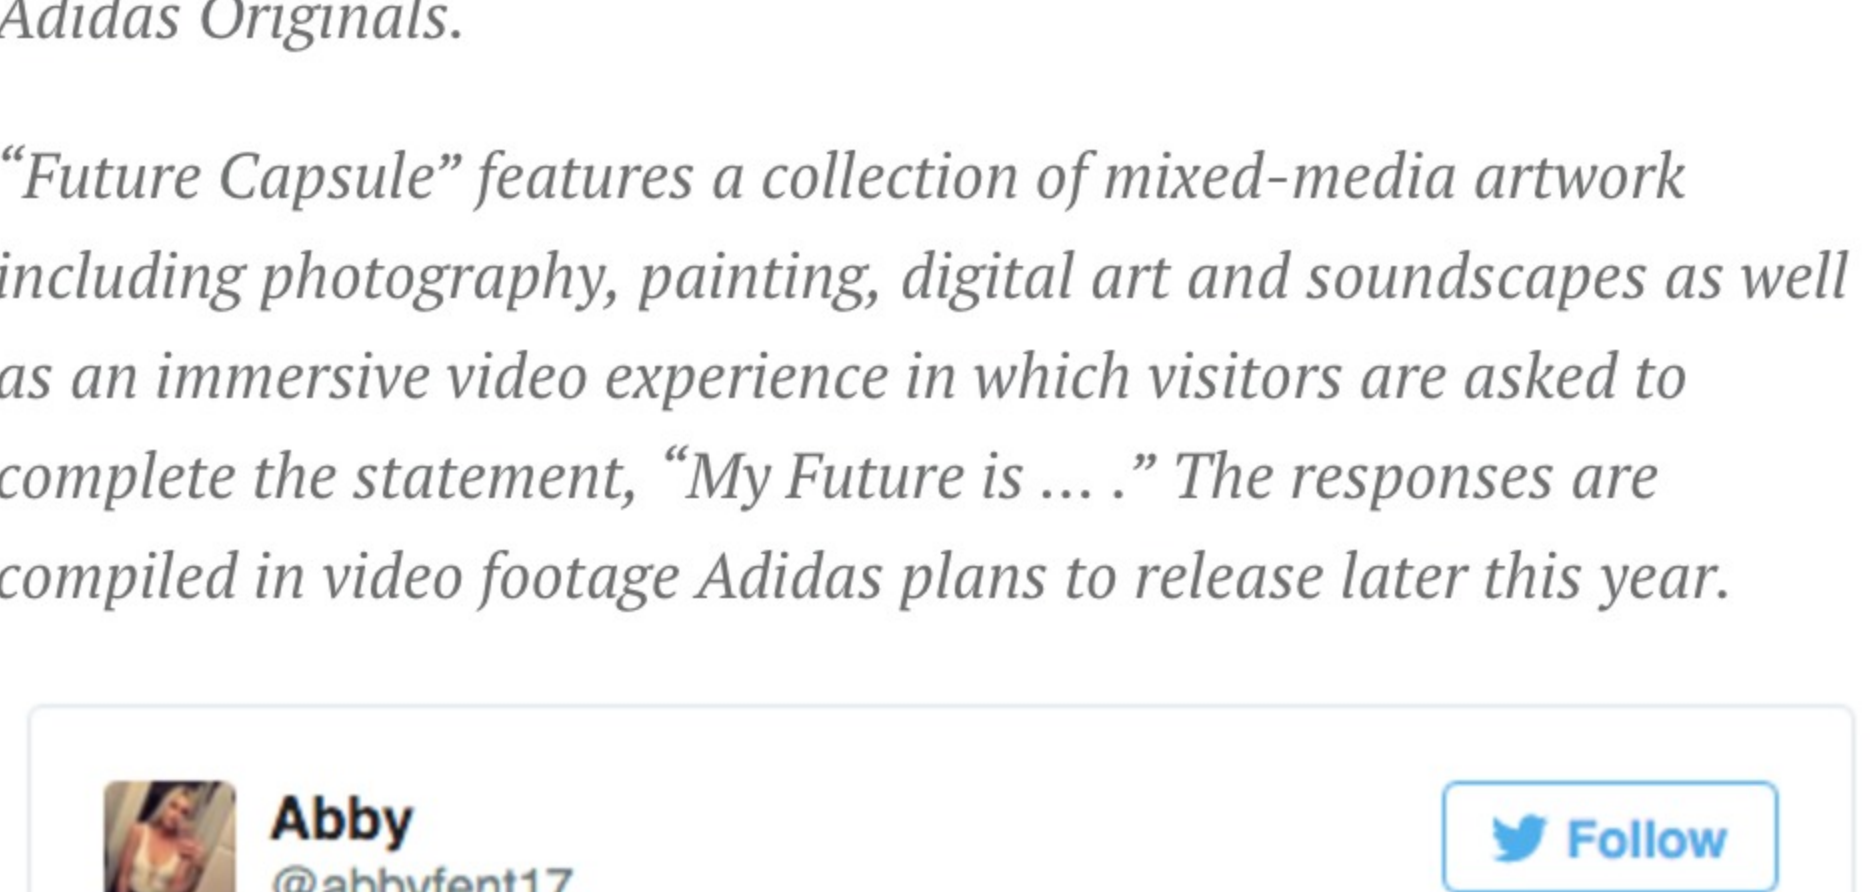 Adidas Originals.
“Future Capsule” features a collection of mixed-media artwork
including photography, painting, digital art and soundscapes as well
as an immersive video experience in which visitors are asked to
complete the statement, “My Future is ... .” The responses are
compiled in video footage Adidas plans to release later this year.
Abby
Follow
@abbyfent17